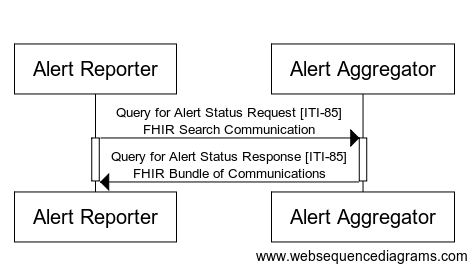 Alert Reporter
Alert Aggregator
Query for Alert Status Request [ITI-85]
FHIR Search Communication
Query for Alert Status Response [ITI-85]
FHIR Bundle of Communications
Alert Reporter
Alert Aggregator
www.websequencediagrams.com